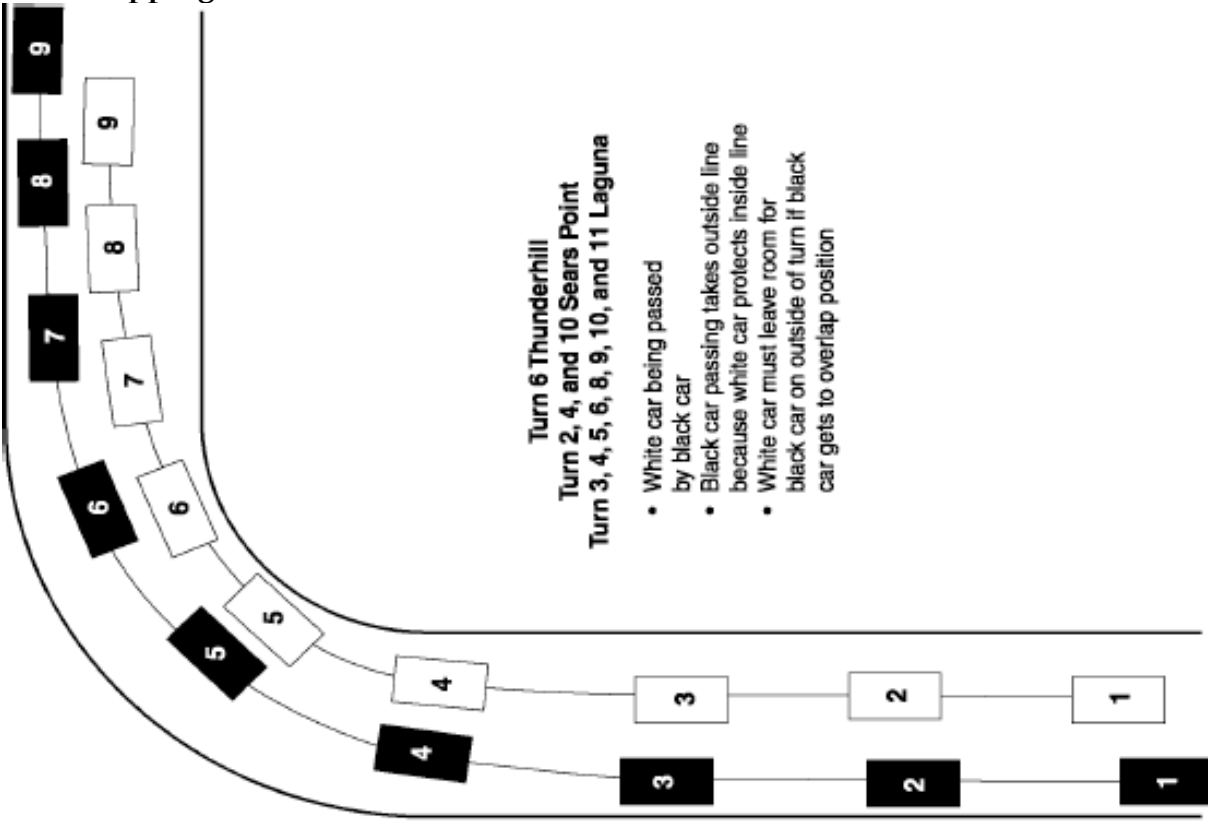 pping
Turn 6 Thunderhill
Turn 2, 4, and 10 Sears Point
Turn 3, 4, 5, 6, 8, 9, 10, and 11 Laguna
• White car being passed
by black car
• Black car passing takes outside line
because white car protects inside line
• White car must leave room for
black car on outside of turn if black
car gets to overlap position
9
9
8
8
7
7
6
6
5
5
4
4
3
3
2
2
1
1